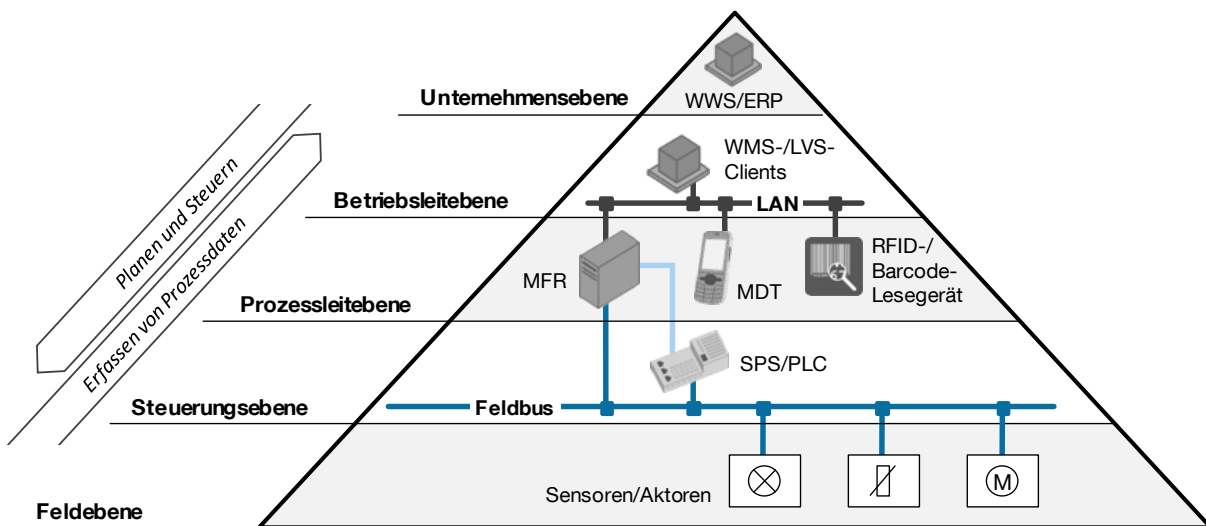 Unternehmensebene
WWS/ERP
WMS-/LVS-
Clients
Betriebsleitebene
LAN
Planen und Steuern
Erfassen von Prozessdaten
MFR
MDT
RFID-/
Barcode-
Lesegerät
Prozessleitebene
SPS/PLC
Steuerungsebene
Feldbus
Sensoren/Aktoren
M
Feldebene